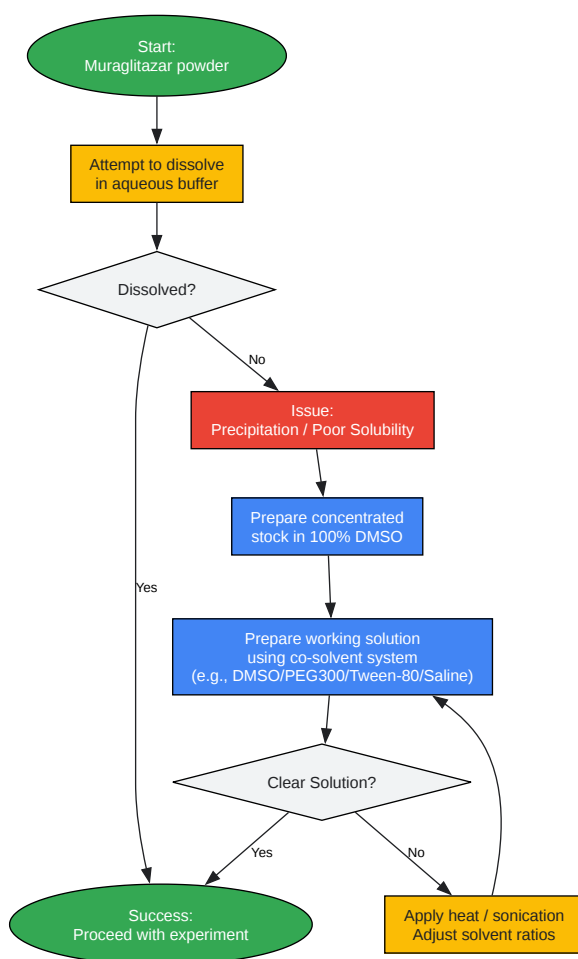 Start:
Muraglitazar powder
Attempt to dissolve
in aqueous buffer
Dissolved?
No
Issue:
Precipitation / Poor Solubility
Prepare concentrated
stock in 100% DMSO
Yes
Prepare working solution
using co-solvent system
(e.g., DMSO/PEG300/Tween-80/Saline)
Clear Solution?
Yes
No
Success:
Proceed with experiment
Apply heat / sonication
Adjust solvent ratios